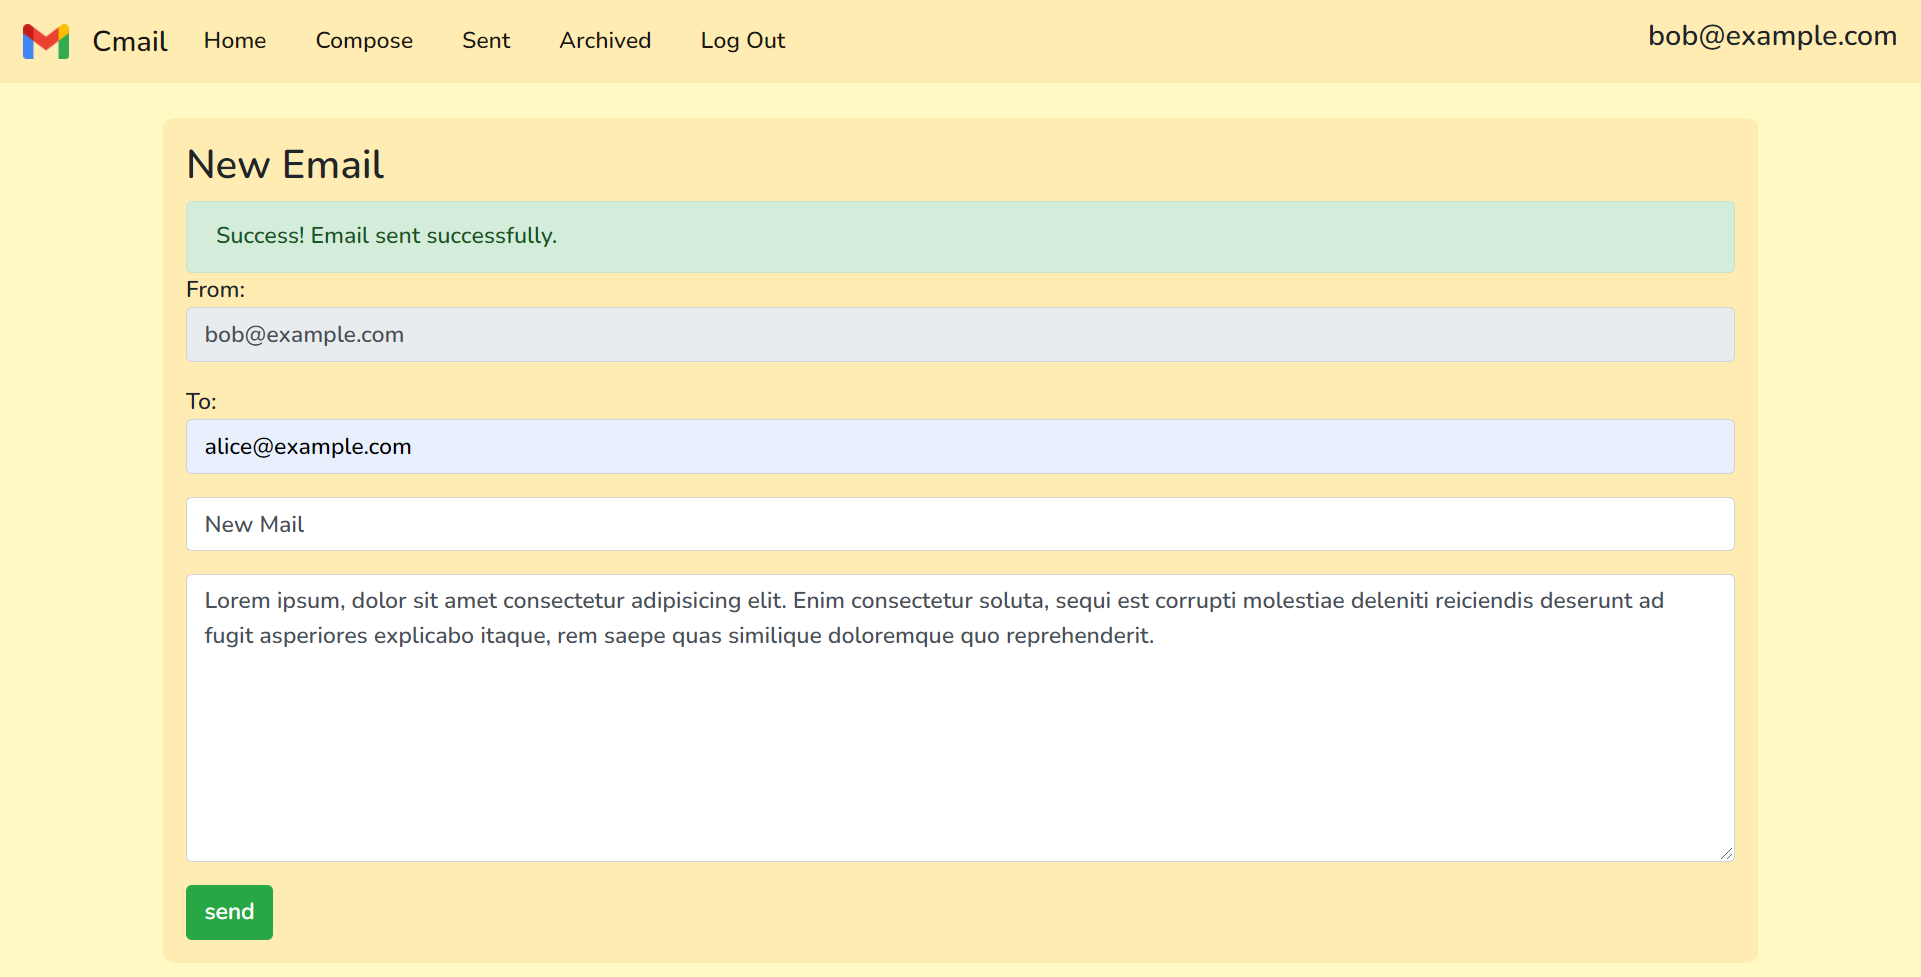 Cmail Home Compose Sent Archived Log Out bob@example.com
New Email
Success! Email sent successfully.
From:
bob@example.com
To:
alice@example.com
New Mail
Lorem ipsum, dolor sit amet consectetur adipisicing elit. Enim consectetur soluta, sequi est corrupti molestiae deleniti reiciendis deserunt ad
fugit asperiores explicabo itaque, rem saepe quas similique doloremque quo reprehenderit.
send